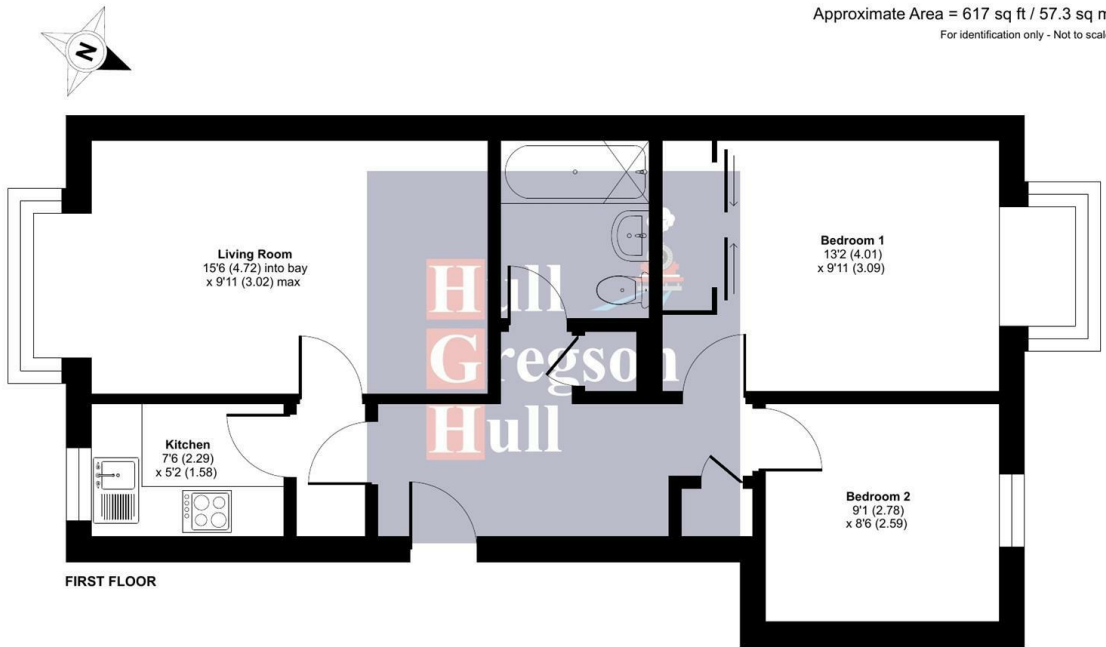 Approximate Area = 617 sq ft / 57.3 sq m
For identification only - Not to scale
N
Living Room
15'6 (4.72) into bay
x 9'11 (3.02) max
Bedroom 1
13'2 (4.01)
x 9'11 (3.09)
Hull
Gregson
Hull
Kitchen
7'6 (2.29)
x 5'2 (1.58)
Bedroom 2
9'1 (2.78)
x 8'6 (2.59)
FIRST FLOOR